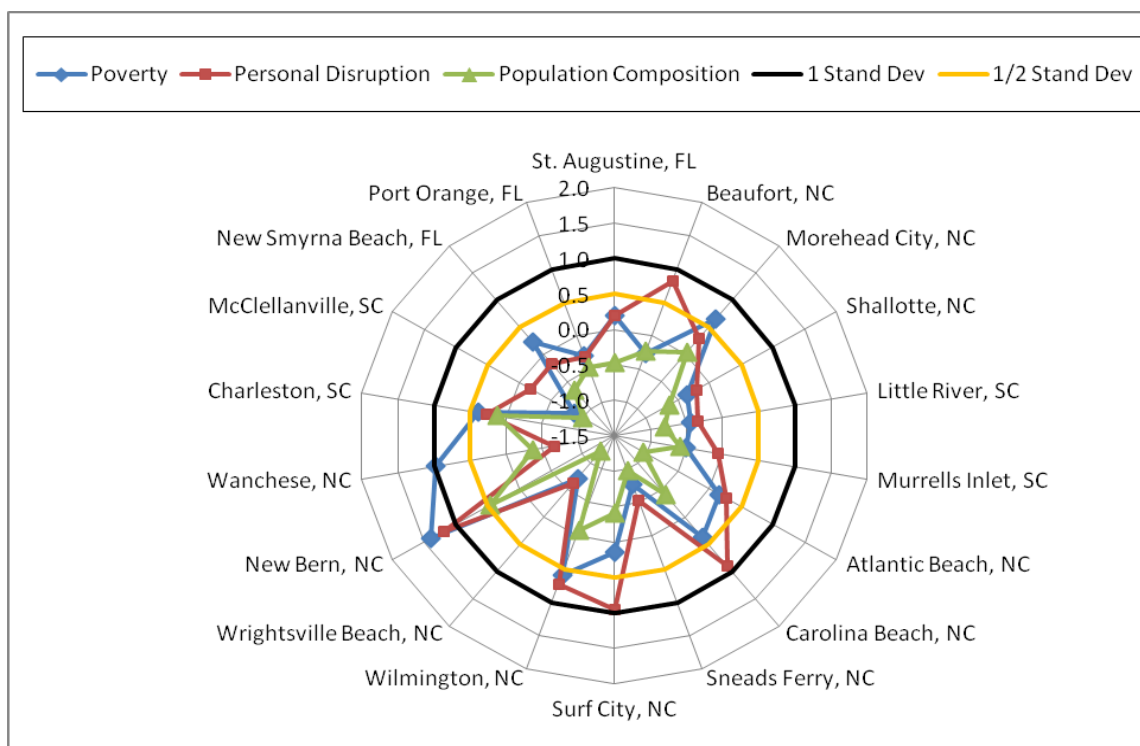 Poverty Personal Disruption Population Composition 1 Stand Dev 1/2 Stand Dev
St. Augustine, FL
Port Orange, FL
Beaufort, NC
New Smyrna Beach, FL
Morehead City, NC
McClellanville, SC
Shallotte, NC
Charleston, SC
Little River, SC
Wanchese, NC
Murrells Inlet, SC
New Bern, NC
Atlantic Beach, NC
Wrightsville Beach, NC
Carolina Beach, NC
Wilmington, NC
Sneads Ferry, NC
Surf City, NC
2.0
1.5
1.0
0.5
0.0
-0.5
-1.0
-1.5